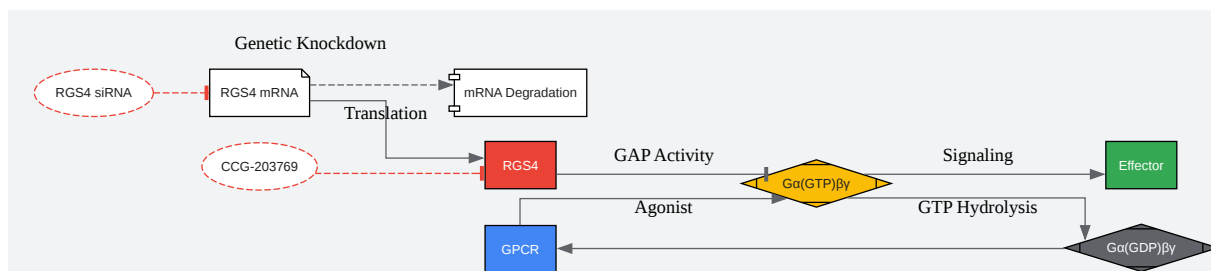 Genetic Knockdown
RGS4 siRNA
RGS4 mRNA
mRNA Degradation
Translation
CCG-203769
RGS4
GAP Activity
Signaling
Effector
Gα(GTP)βγ
Agonist
GTP Hydrolysis
GPCR
Gα(GDP)βγ